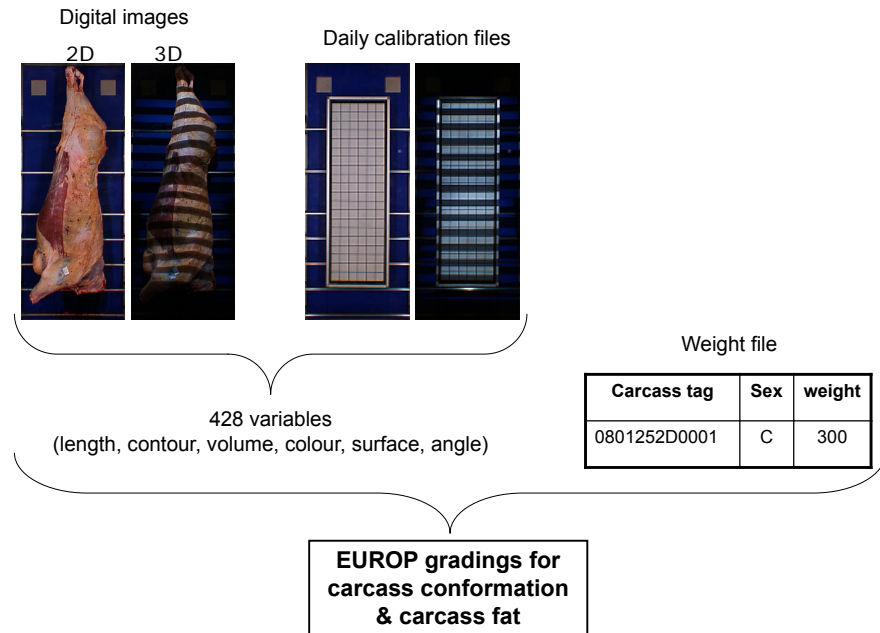 Digital images
2D 3D
Daily calibration files
428 variables
(length, contour, volume, colour, surface, angle)
Weight file
Carcass tag Sex weight
0801252D0001 C 300
EUROP gradings for
carcass conformation
& carcass fat